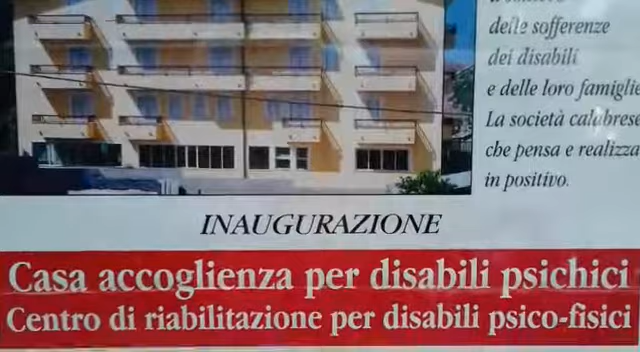 delle sofferenze
dei disabili
e delle loro famiglie
La società calabrese
che pensa e realizza
in positivo.
INAUGURAZIONE
Casa accoglienza per disabili psichici
Centro di riabilitazione per disabili psico-fisici